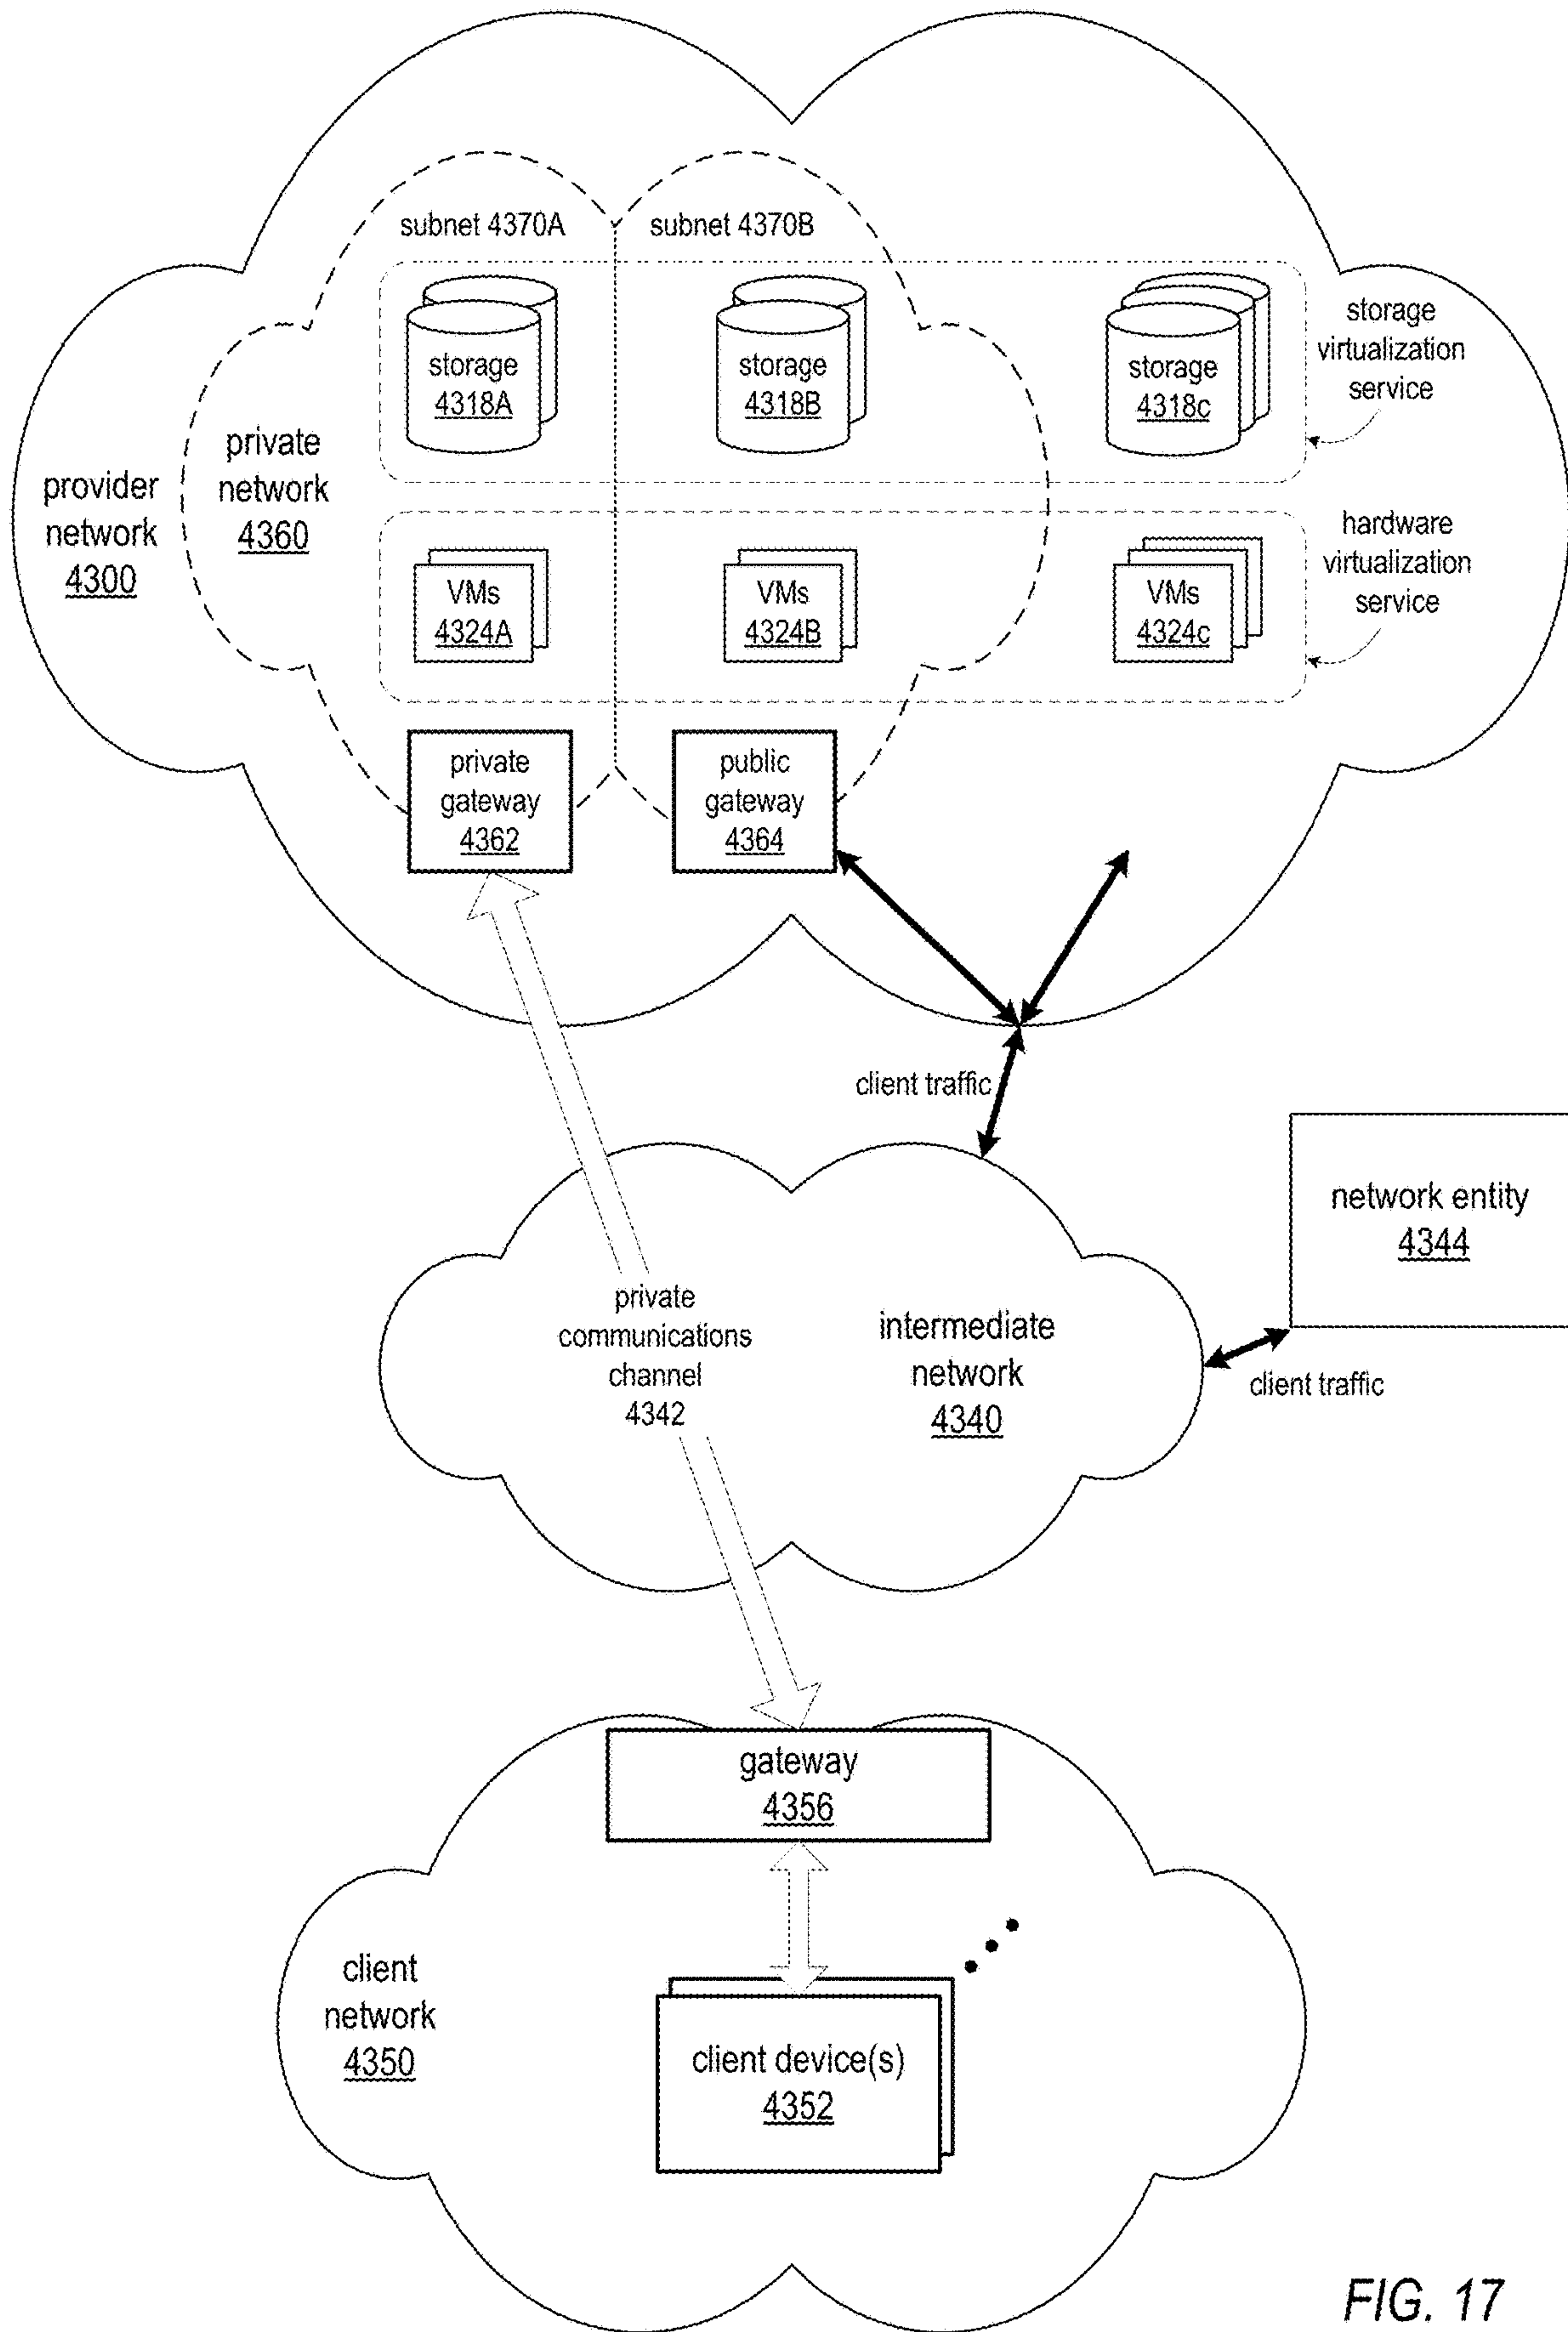 subnet 4370A
subnet 4370B
storage
4318A
storage
4318B
storage
4318c
storage
virtualization
service
provider
network
4300
private
network
4360
VMs
4324A
VMs
4324B
VMs
4324c
hardware
virtualization
service
private
gateway
4362
public
gateway
4364
client traffic
network entity
4344
private
communications
channel
4342
intermediate
network
4340
client traffic
gateway
4356
client
network
4350
client device(s)
4352
FIG. 17